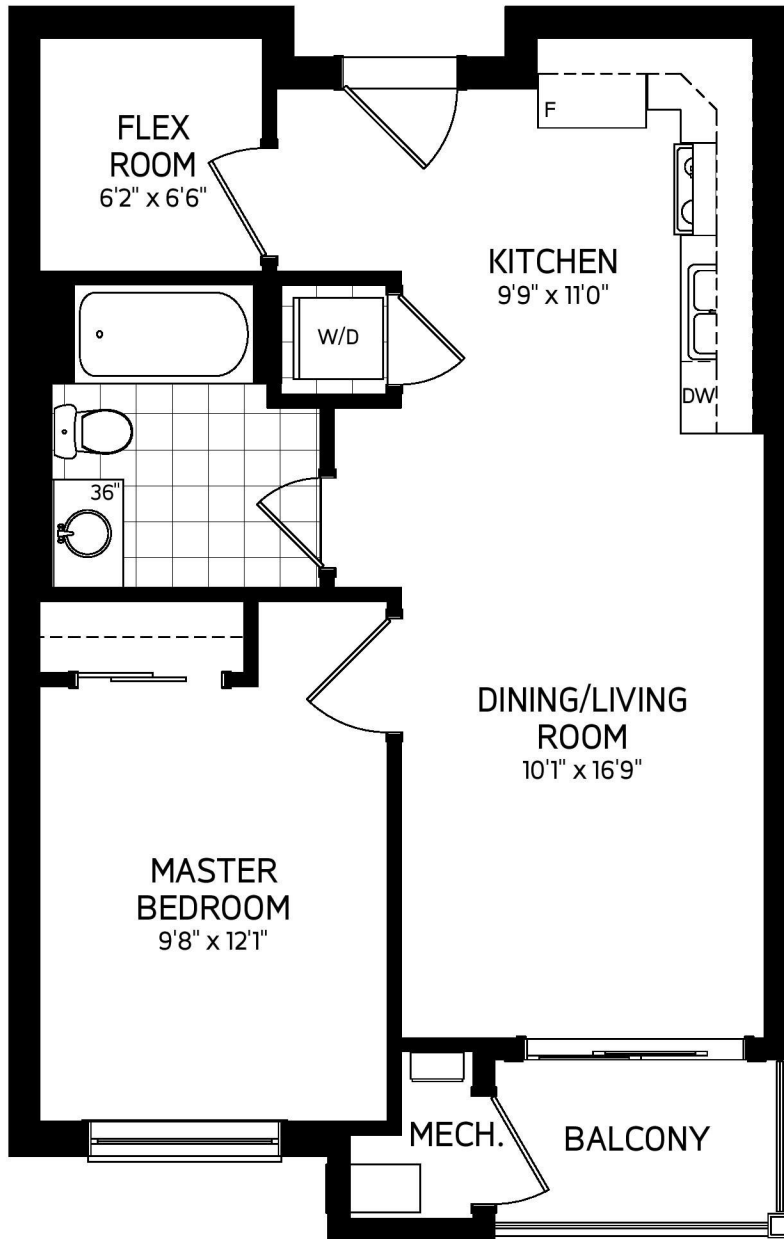 FLEX
ROOM
6'2" x 6'6"
F
KITCHEN
9'9" x 11'0"
W/D
DW
36"
DINING/LIVING
ROOM
10'1" x 16'9"
MASTER
BEDROOM
9'8" x 12'1"
MECH.
BALCONY